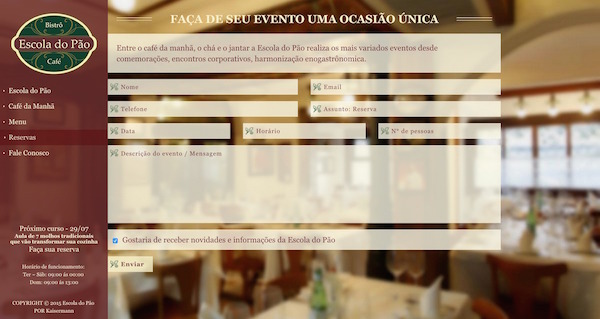 Bistrô
Escola do Pão
Café
Escola do Pão
Café da Manhã
Menu
Reservas
Fale Conosco
Próximo curso - 29/07
Aula de 7 molhos tradicionais
que vão transformar sua cozinha
Faça sua reserva
Horário de funcionamento:
Ter – Sáb: 09:00 às 00:00
Dom: 09:00 às 13:00
COPYRIGHT © 2015 Escola do Pão
POR Kaisermann
FAÇA DE SEU EVENTO UMA OCASIÃO ÚNICA
Entre o café da manhã, o chá e o jantar a Escola do Pão realiza os mais variados eventos desde
comemorações, encontros corporativos, harmonização enogastrônomica.
Nome
Email
Telefone
Assunto: Reserva
Data
Horário
Nº de pessoas
Descrição do evento / Mensagem
Gostaria de receber novidades e informações da Escola do Pão
Enviar